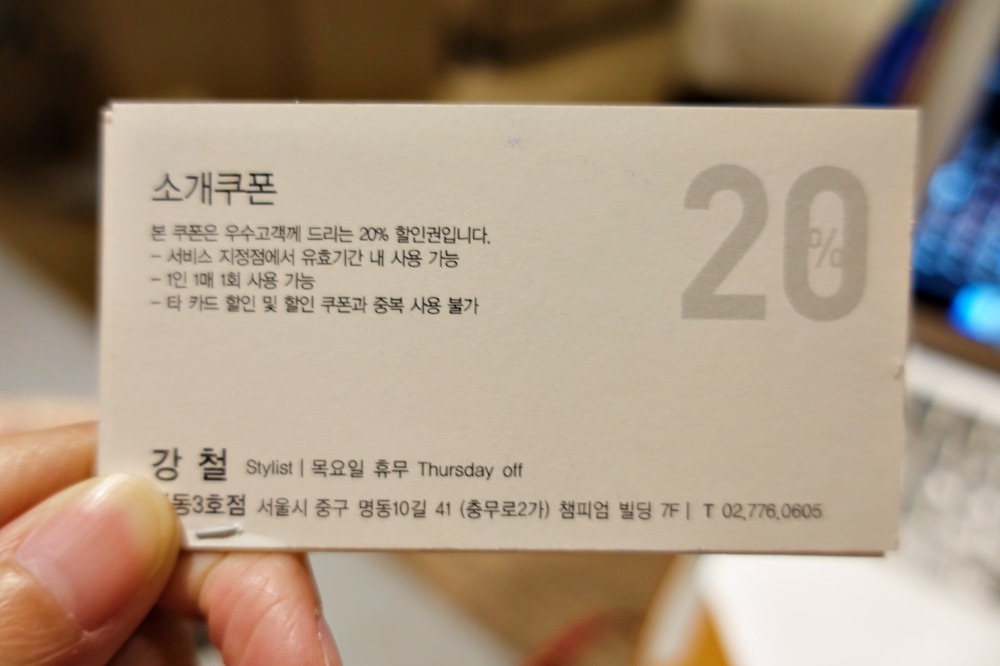 소개쿠폰
20%
본 쿠폰은 우수고객께 드리는 20% 할인권입니다.
– 서비스 지정점에서 유효기간 내 사용 가능
– 1인 1매 1회 사용 가능
– 타 카드 할인 및 할인 쿠폰과 중복 사용 불가
강 철 Stylist | 목요일 휴무 Thursday off
동3호점 서울시 중구 명동10길 41 (충무로2가) 챔피엄 빌딩 7F | T 02.776.0605